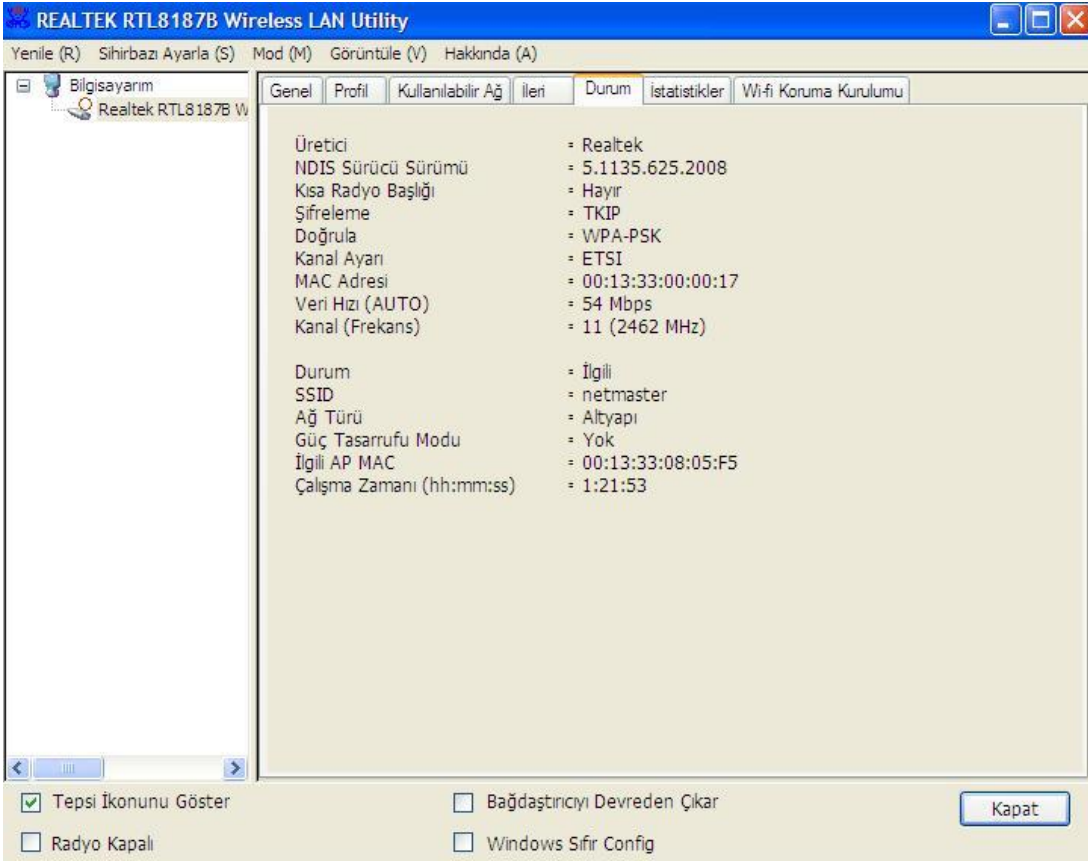 REALTEK RTL8187B Wireless LAN Utility
Yenile (R) Sihirbazı Ayarla (S) Mod (M) Görüntüle (V) Hakkında (A)
Bilgisayarım
Realtek RTL8187B W
Genel Profil Kullanılabilir Ağ İleri Durum İstatistikler Wi-fi Koruma Kurulumu
Üretici = Realtek
NDIS Sürücü Sürümü = 5.1135.625.2008
Kısa Radyo Başlığı = Hayır
Şifreleme = TKIP
Doğrula = WPA-PSK
Kanal Ayarı = ETSI
MAC Adresi = 00:13:33:00:00:17
Veri Hızı (AUTO) = 54 Mbps
Kanal (Frekans) = 11 (2462 MHz)
Durum = İlgili
SSID = netmaster
Ağ Türü = Altyapı
Güç Tasarrufu Modu = Yok
İlgili AP MAC = 00:13:33:08:05:F5
Çalışma Zamanı (hh:mm:ss) = 1:21:53
Tepsi İkonunu Göster Bağdaştırıcıyı Devreden Çıkar Kapat
Radyo Kapalı Windows Sıfır Config